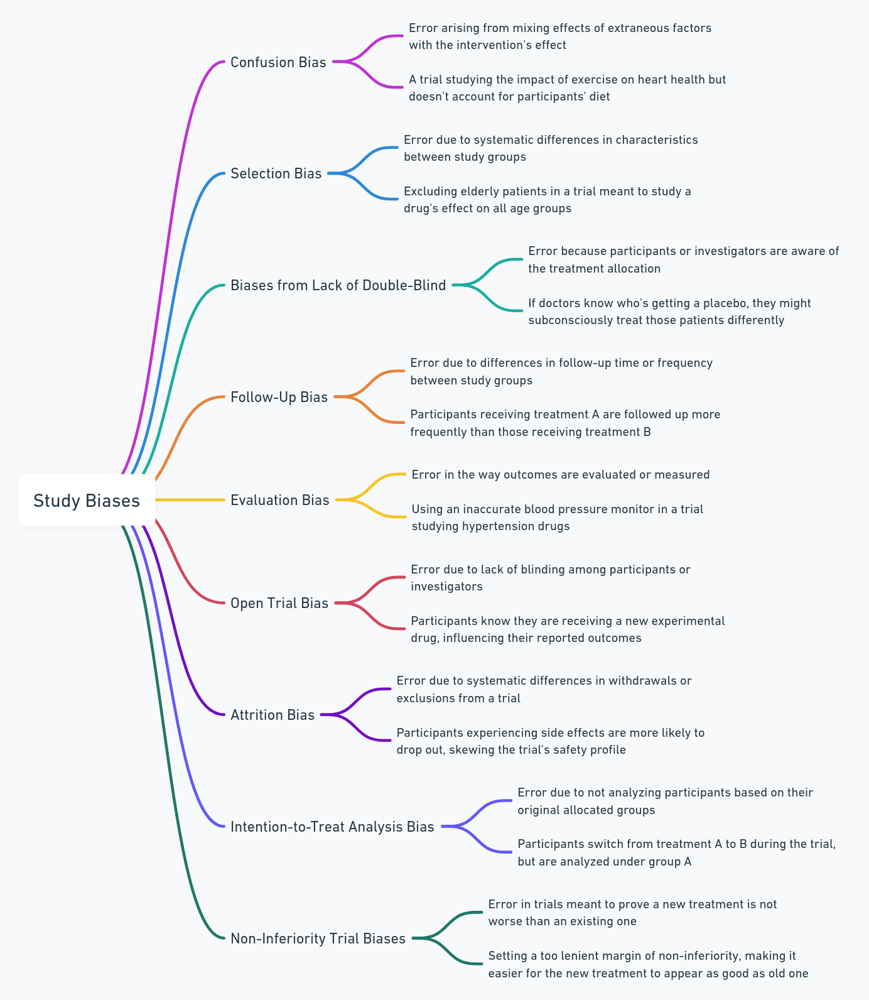 Error arising from mixing effects of extraneous factors
with the intervention's effect
Confusion Bias
A trial studying the impact of exercise on heart health but
doesn't account for participants' diet
Error due to systematic differences in characteristics
between study groups
Selection Bias
Excluding elderly patients in a trial meant to study a
drug's effect on all age groups
Error because participants or investigators are aware of
the treatment allocation
Biases from Lack of Double-Blind
If doctors know who's getting a placebo, they might
subconsciously treat those patients differently
Error due to differences in follow-up time or frequency
between study groups
Follow-Up Bias
Participants receiving treatment A are followed up more
frequently than those receiving treatment B
Error in the way outcomes are evaluated or measured
Study Biases
Evaluation Bias
Using an inaccurate blood pressure monitor in a trial
studying hypertension drugs
Error due to lack of blinding among participants or
investigators
Open Trial Bias
Participants know they are receiving a new experimental
drug, influencing their reported outcomes
Error due to systematic differences in withdrawals or
exclusions from a trial
Attrition Bias
Participants experiencing side effects are more likely to
drop out, skewing the trial's safety profile
Error due to not analyzing participants based on their
original allocated groups
Intention-to-Treat Analysis Bias
Participants switch from treatment A to B during the trial,
but are analyzed under group A
Error in trials meant to prove a new treatment is not
worse than an existing one
Non-Inferiority Trial Biases
Setting a too lenient margin of non-inferiority, making it
easier for the new treatment to appear as good as old one